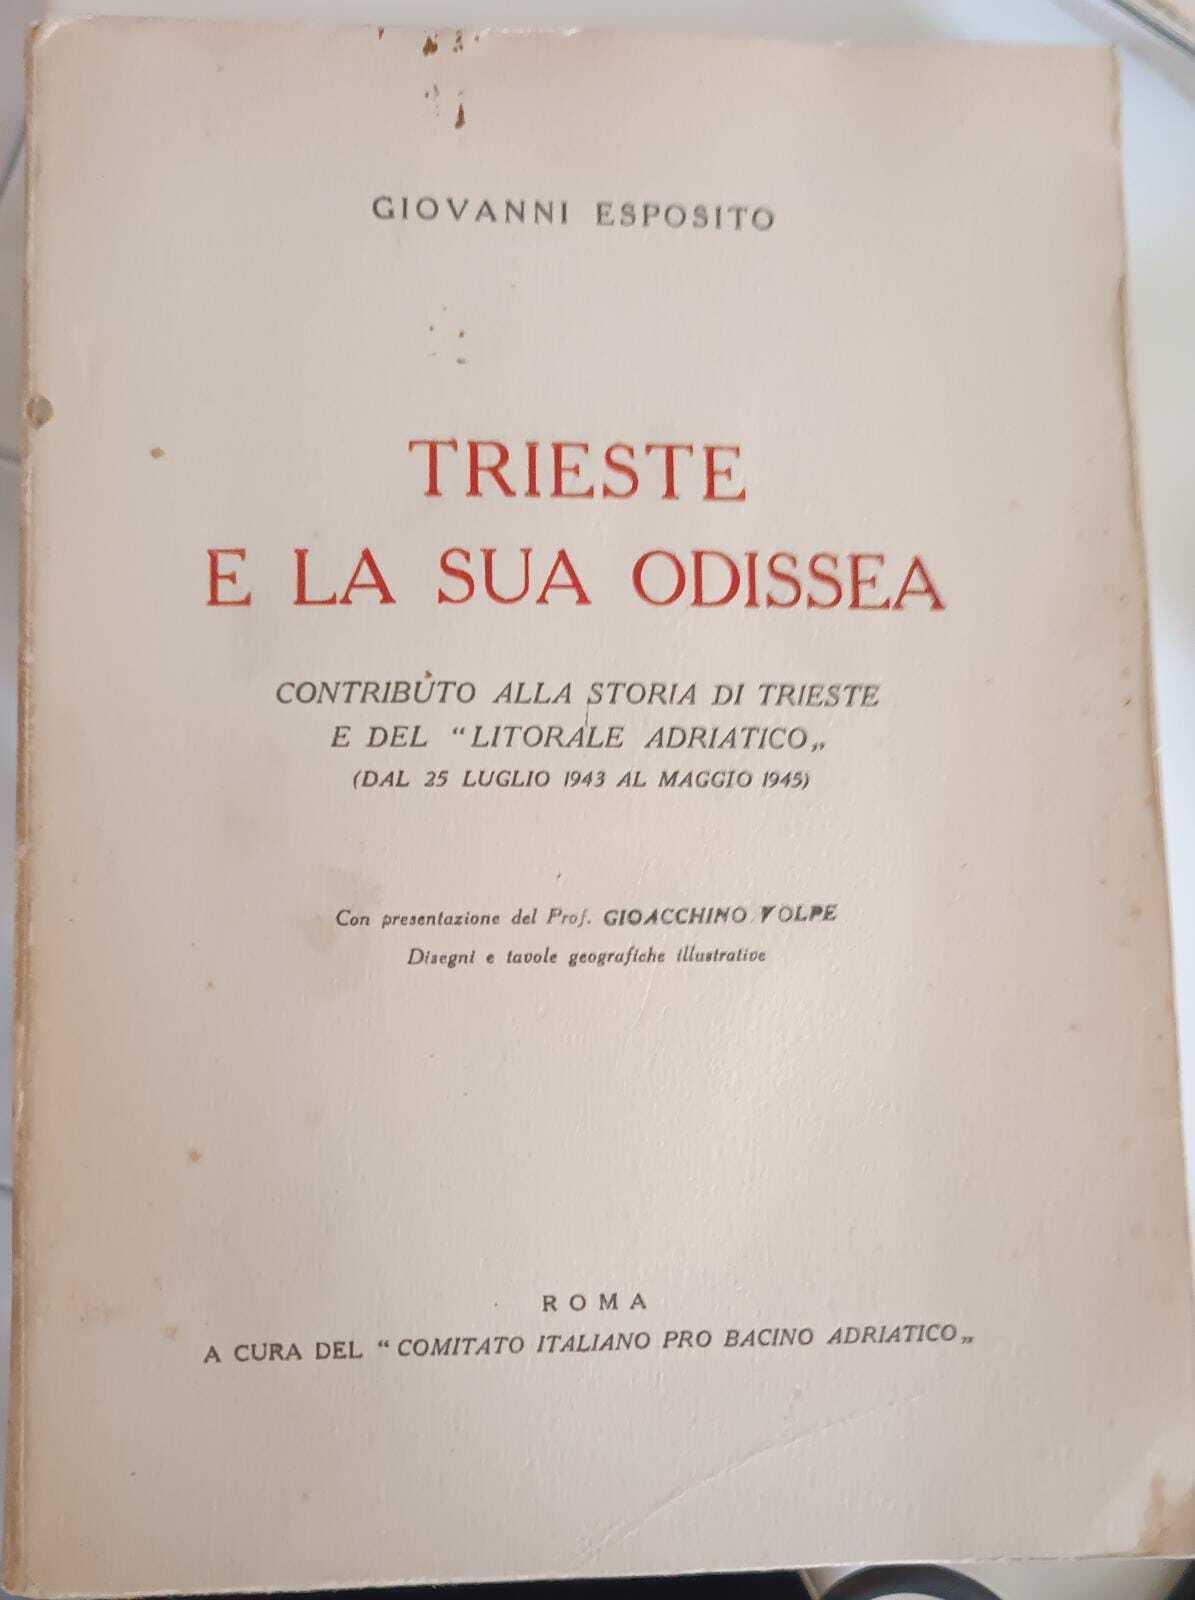 GIOVANNI ESPOSITO
TRIESTE
E LA SUA ODISSEA
CONTRIBUTO ALLA STORIA DI TRIESTE
E DEL “LITORALE ADRIATICO„
(DAL 25 LUGLIO 1943 AL MAGGIO 1945)
Con presentazione del Prof. GIOACCHINO VOLPE
Disegni e tavole geografiche illustrative
ROMA
A CURA DEL “COMITATO ITALIANO PRO BACINO ADRIATICO„